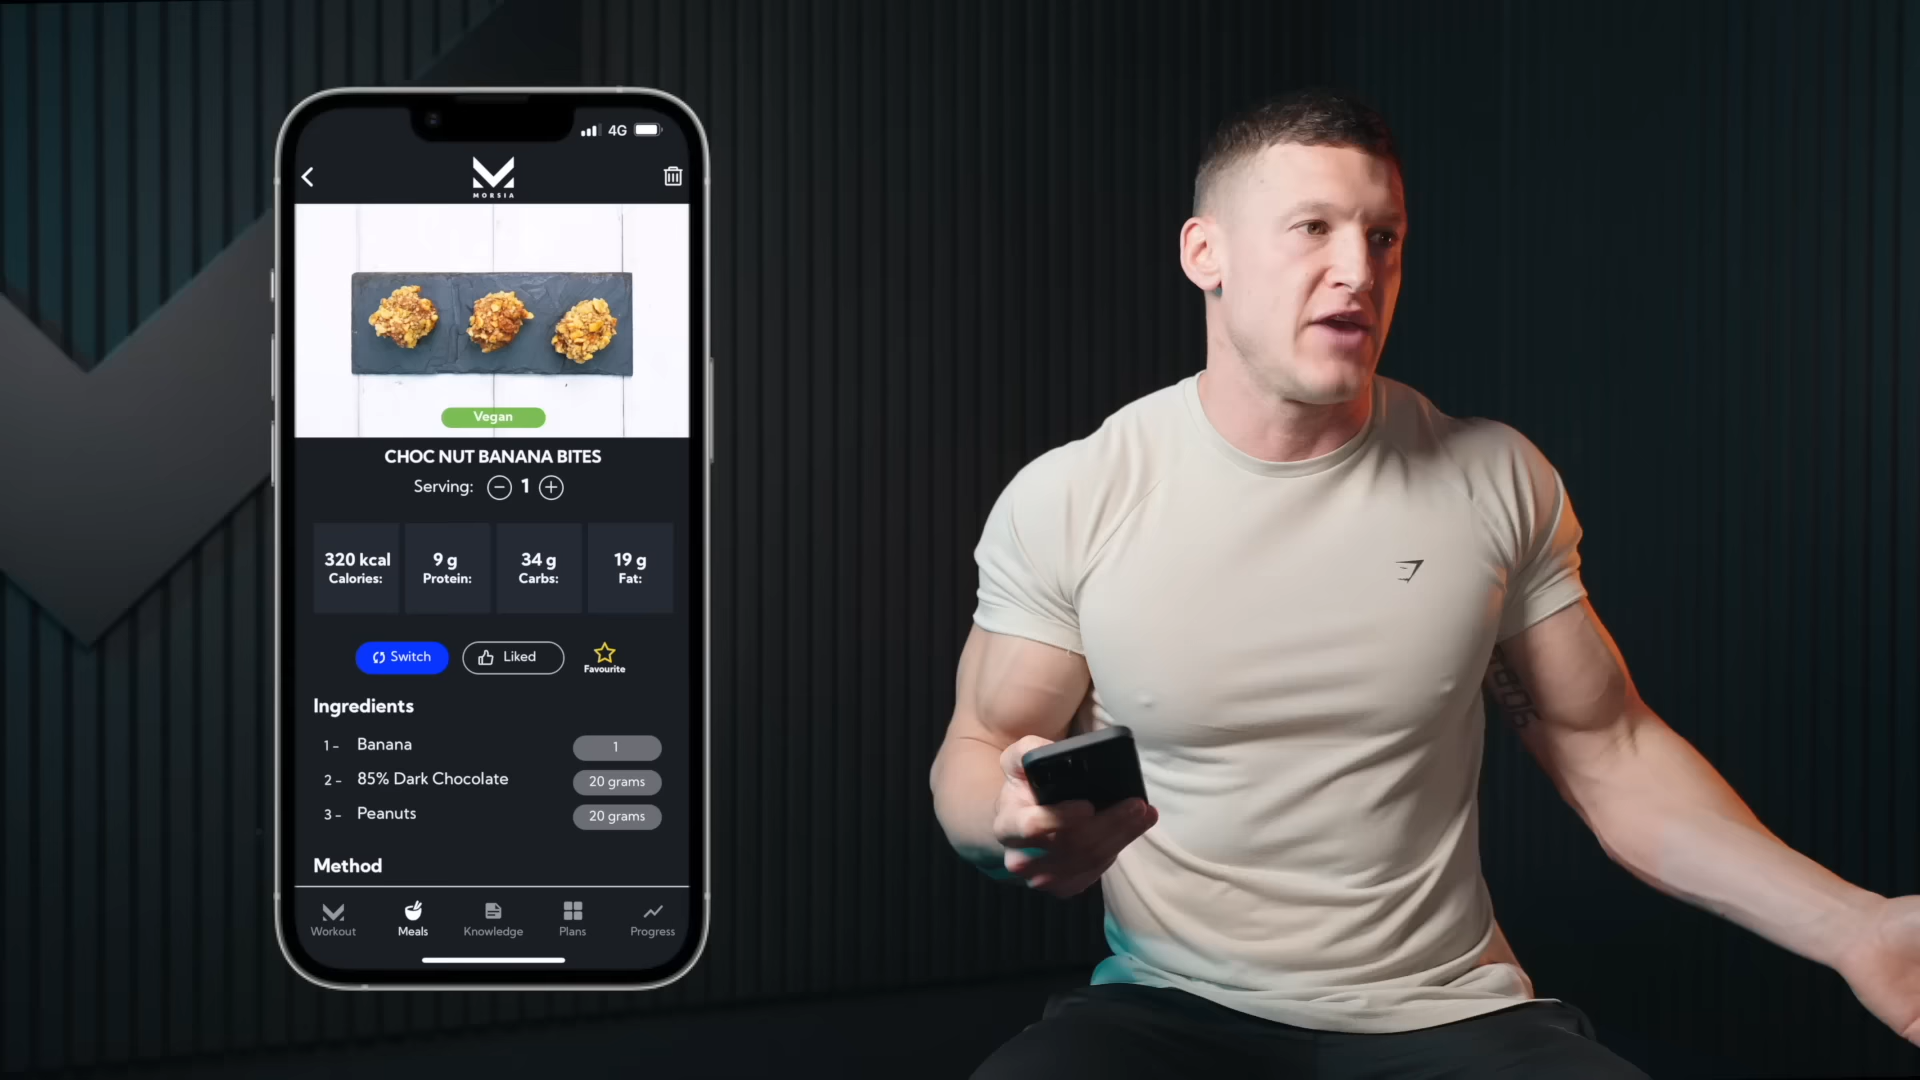 4G
MORSIA
Vegan
CHOC NUT BANANA BITES
Serving: 1
320 kcal 9 g 34 g 19 g
Calories: Protein: Carbs: Fat:
Switch Liked Favourite
Ingredients
1 - Banana 1
2 - 85% Dark Chocolate 20 grams
3 - Peanuts 20 grams
Method
Workout Meals Knowledge Plans Progress